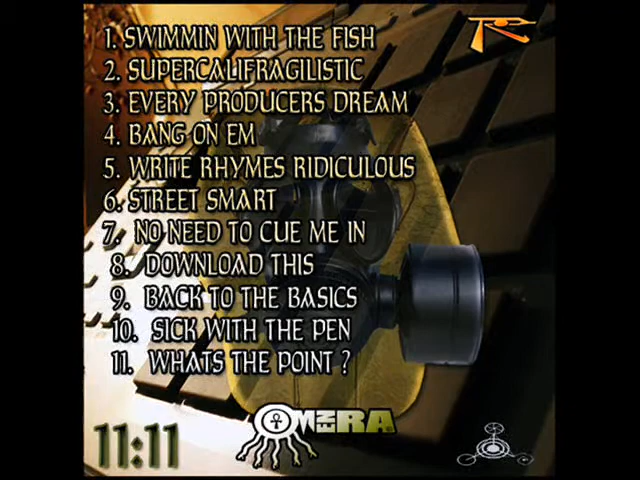 1. SWIMMIN WITH THE FISH
2. SUPERCALIFRAGILISTIC
3. EVERY PRODUCERS DREAM
4. BANG ON EM
5. WRITE RHYMES RIDICULOUS
6. STREET SMART
7. NO NEED TO CUE ME IN
8. DOWNLOAD THIS
9. BACK TO THE BASICS
10. SICK WITH THE PEN
11. WHATS THE POINT ?
11:11
OMENRA